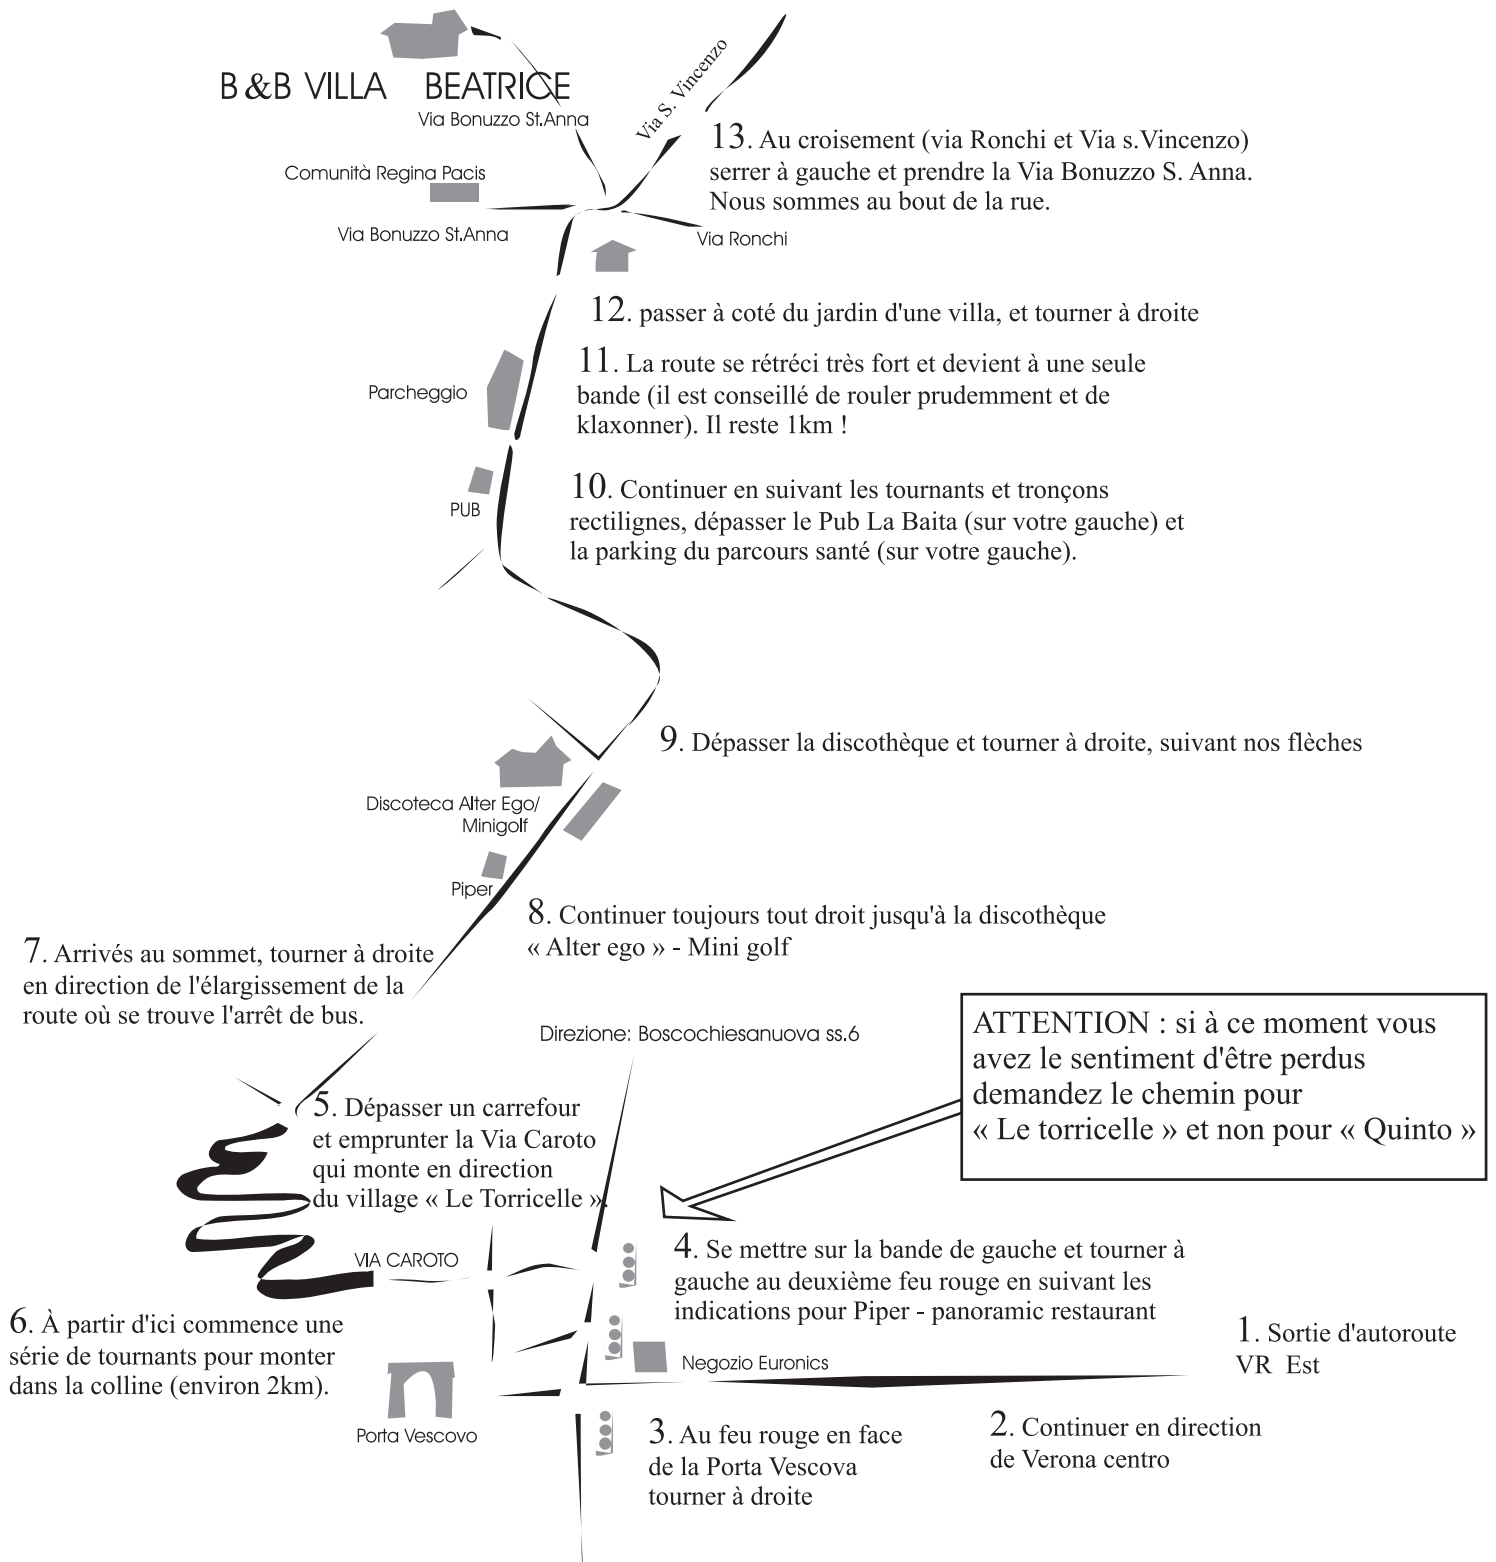 B&B VILLA BEATRICE
Via Bonuzzo St.Anna
Via S. Vincenzo
13. Au croisement (via Ronchi et Via s.Vincenzo)
serrer à gauche et prendre la Via Bonuzzo S. Anna.
Nous sommes au bout de la rue.
Comunità Regina Pacis
Via Bonuzzo St.Anna
Via Ronchi
12. passer à coté du jardin d'une villa, et tourner à droite
11. La route se rétréci très fort et devient à une seule
bande (il est conseillé de rouler prudemment et de
klaxonner). Il reste 1km !
Parcheggio
10. Continuer en suivant les tournants et tronçons
rectilignes, dépasser le Pub La Baita (sur votre gauche) et
la parking du parcours santé (sur votre gauche).
PUB
9. Dépasser la discothèque et tourner à droite, suivant nos flèches
Discoteca Alter Ego/
Minigolf
Piper
8. Continuer toujours tout droit jusqu'à la discothèque
« Alter ego » - Mini golf
7. Arrivés au sommet, tourner à droite
en direction de l'élargissement de la
route où se trouve l'arrêt de bus.
Direzione: Boscochiesanuova ss.6
ATTENTION : si à ce moment vous
avez le sentiment d'être perdus
demandez le chemin pour
« Le torricelle » et non pour « Quinto »
5. Dépasser un carrefour
et emprunter la Via Caroto
qui monte en direction
du village « Le Torricelle ».
VIA CAROTO
4. Se mettre sur la bande de gauche et tourner à
gauche au deuxième feu rouge en suivant les
indications pour Piper - panoramic restaurant
6. À partir d'ici commence une
série de tournants pour monter
dans la colline (environ 2km).
Negozio Euronics
1. Sortie d'autoroute
VR Est
Porta Vescovo
3. Au feu rouge en face
de la Porta Vescova
tourner à droite
2. Continuer en direction
de Verona centro